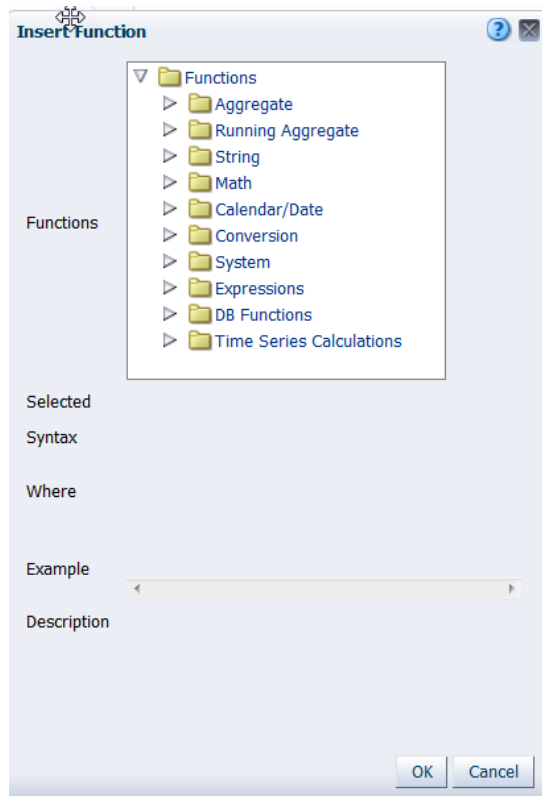 Insert Function
Functions
Aggregate
Running Aggregate
String
Math
Calendar/Date
Functions
Conversion
System
Expressions
DB Functions
Time Series Calculations
Selected
Syntax
Where
Example
Description
OK Cancel